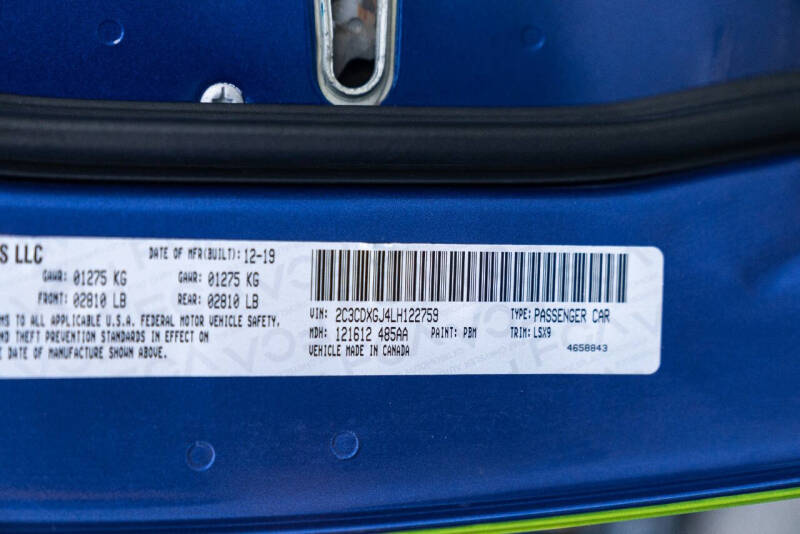 S LLC
DATE OF MFR(BUILT): 12-19
GAWR: 01275 KG GAWR: 01275 KG
FRONT: 02810 LB REAR: 02810 LB
MS TO ALL APPLICABLE U.S.A. FEDERAL MOTOR VEHICLE SAFETY,
AND THEFT PREVENTION STANDARDS IN EFFECT ON
E DATE OF MANUFACTURE SHOWN ABOVE.
VIN: 2C3CDXGJ4LH122759 TYPE: PASSENGER CAR
MDH: 121612 485AA PAINT: PBM TRIM: LSX9
VEHICLE MADE IN CANADA
4658843